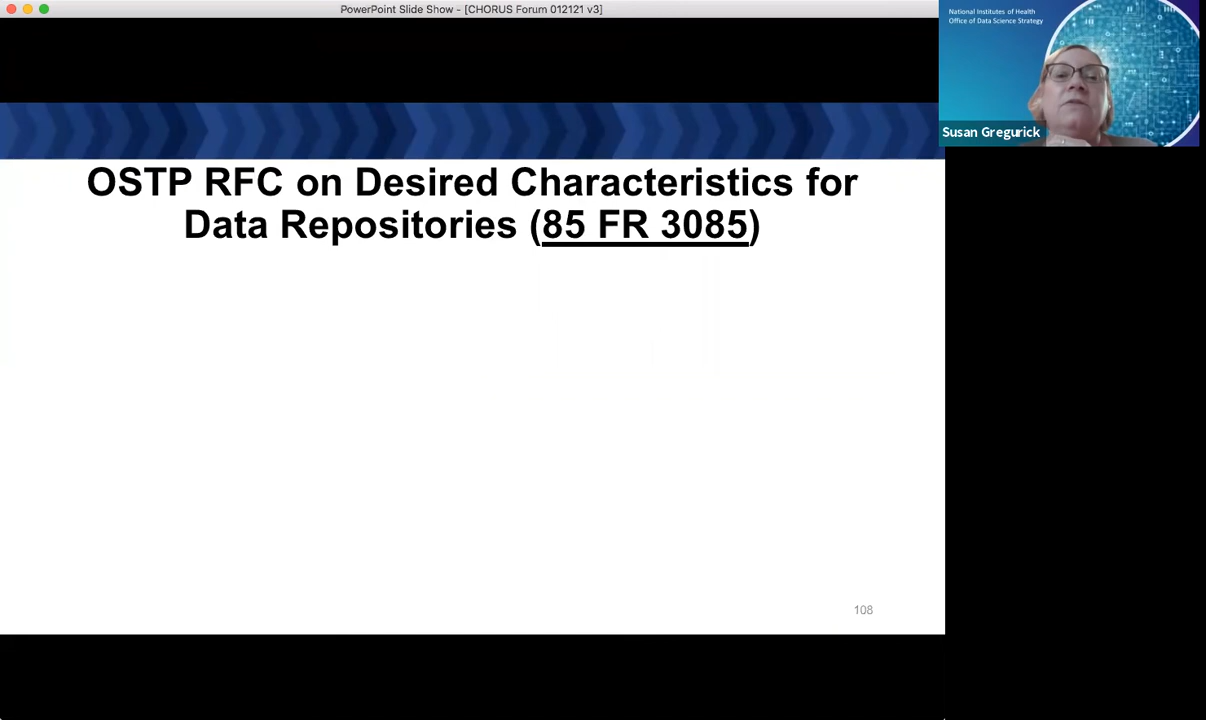 PowerPoint Slide Show - [CHORUS Forum 012121 v3]
National Institutes of Health
Office of Data Science Strategy
Susan Gregurick
OSTP RFC on Desired Characteristics for
Data Repositories (85 FR 3085)
108